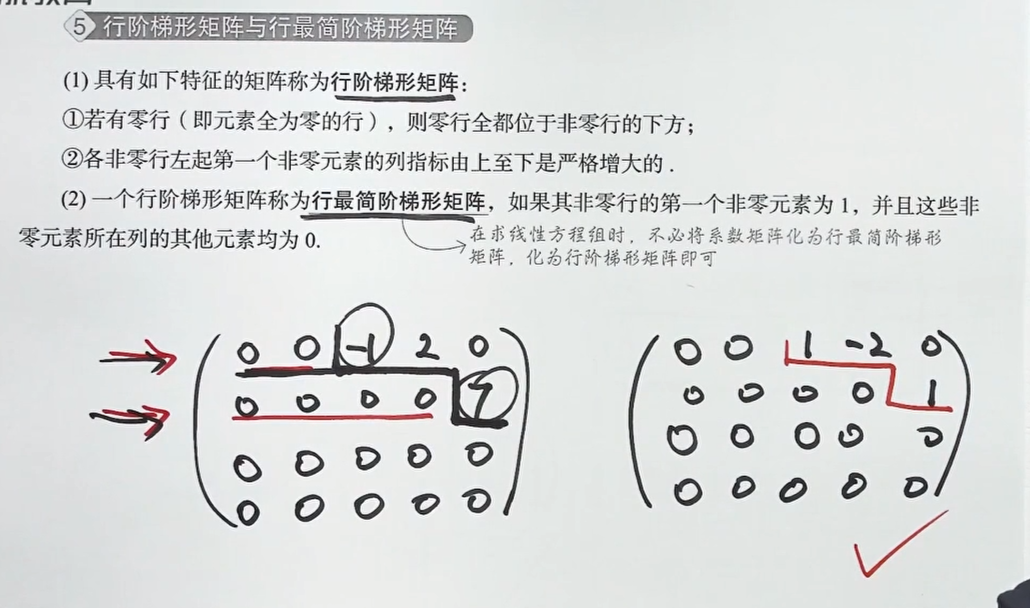 5 行阶梯形矩阵与行最简阶梯形矩阵
(1) 具有如下特征的矩阵称为行阶梯形矩阵:
①若有零行（即元素全为零的行）, 则零行全都位于非零行的下方;
②各非零行左起第一个非零元素的列指标由上至下是严格增大的.
(2) 一个行阶梯形矩阵称为行最简阶梯形矩阵, 如果其非零行的第一个非零元素为 1, 并且这些非
零元素所在列的其他元素均为 0.
在求线性方程组时, 不必将系数矩阵化为行最简阶梯形
矩阵, 化为行阶梯形矩阵即可
0 0 -1 2 0
0 0 0 0 7
0 0 0 0 0
0 0 0 0 0
0 0 1 -2 0
0 0 0 0 1
0 0 0 0 0
0 0 0 0 0